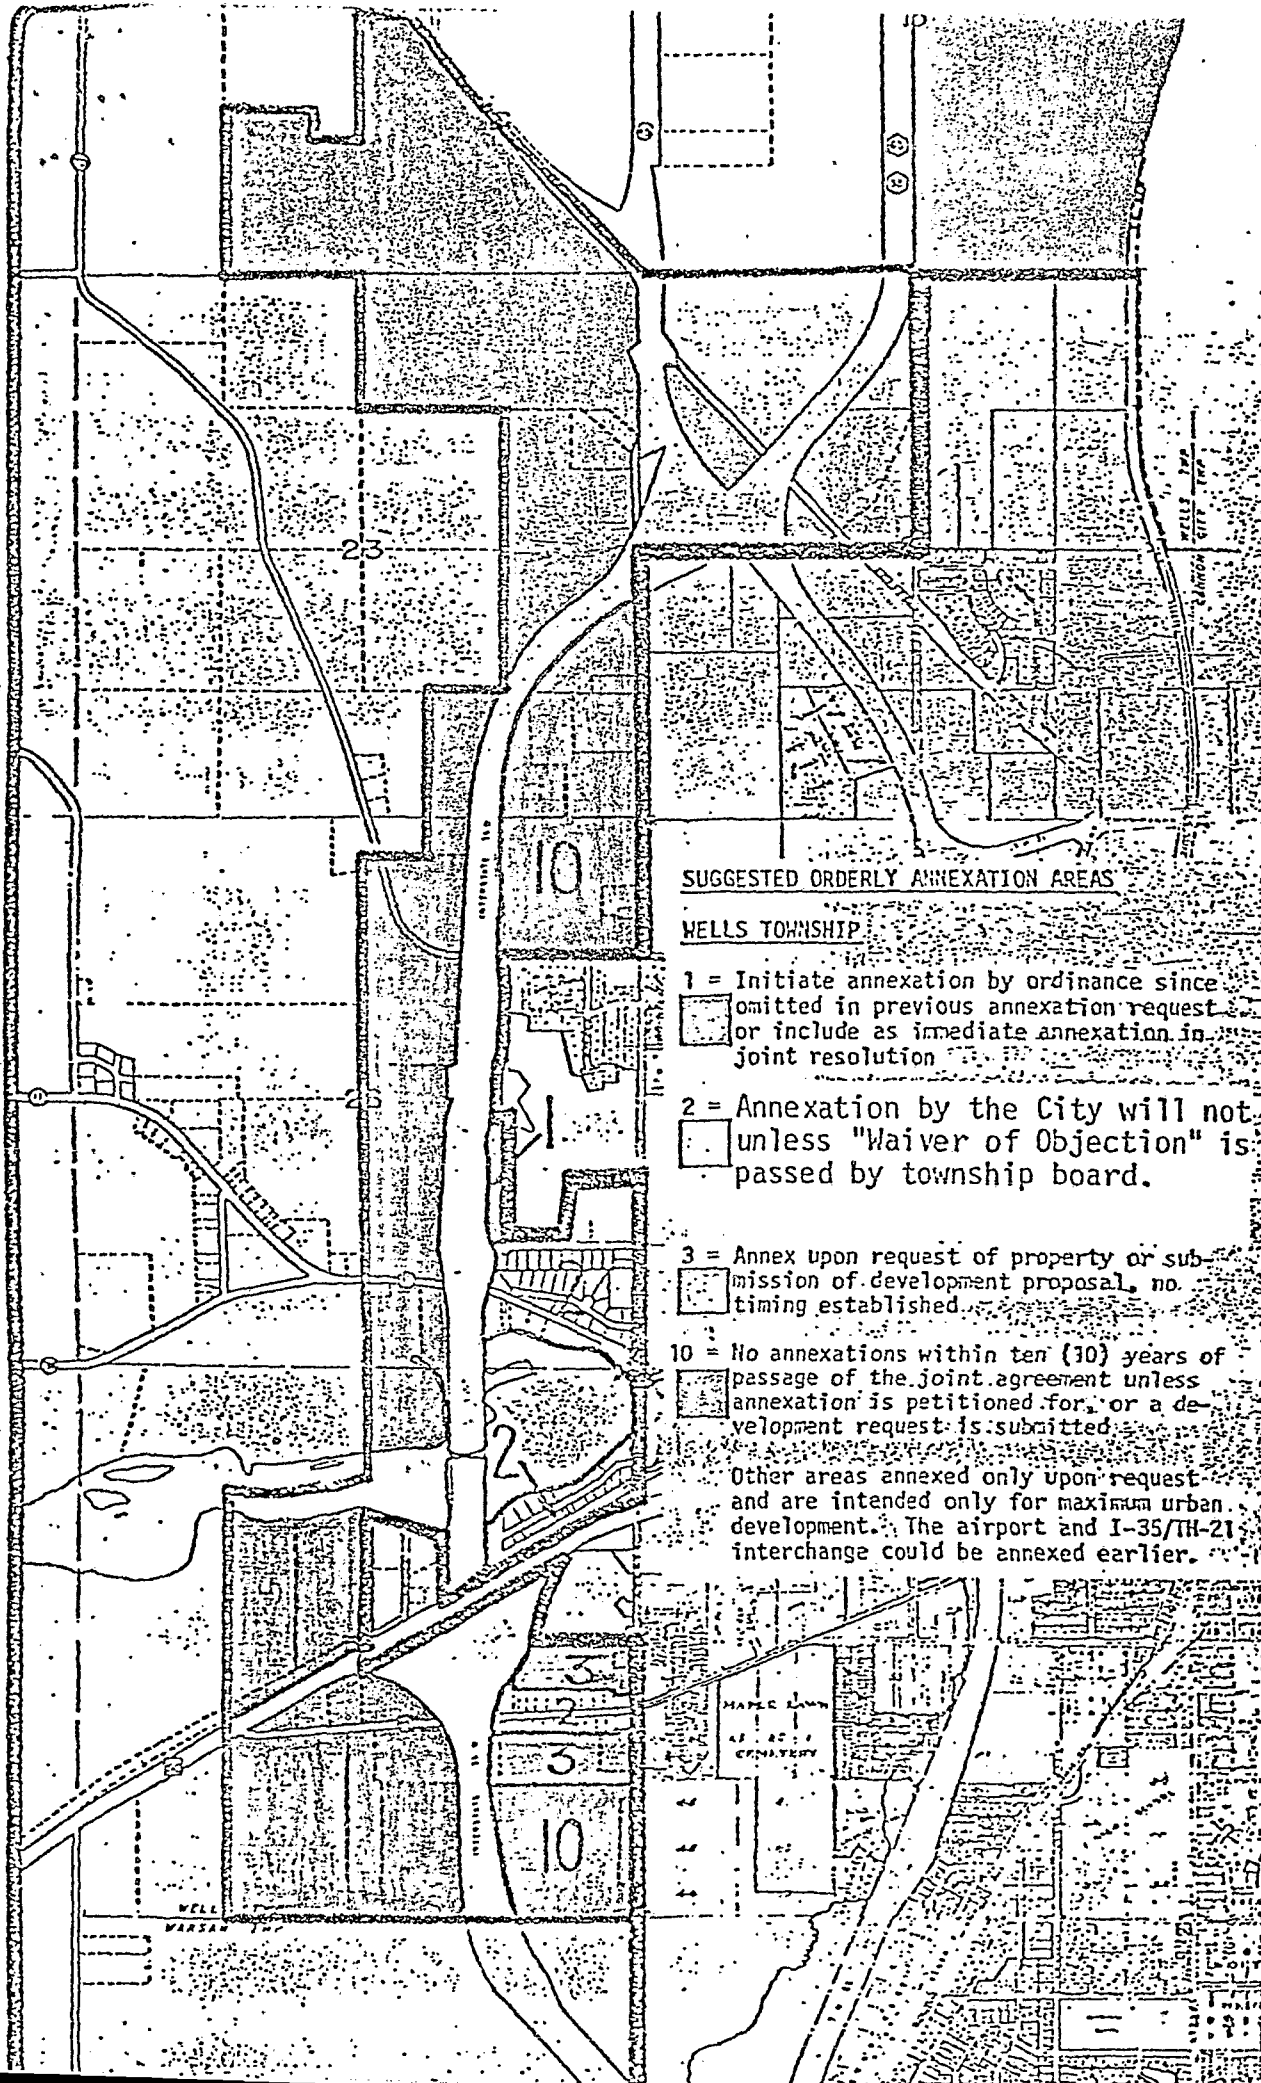 10
23
INTERSTATE
10
SUGGESTED ORDERLY ANNEXATION AREAS
WELLS TOWNSHIP
1 = Initiate annexation by ordinance since
omitted in previous annexation request
or include as immediate annexation in
joint resolution
1
2 = Annexation by the City will not
unless "Waiver of Objection" is
passed by township board.
3 = Annex upon request of property or sub-
mission of development proposal, no
timing established.
10 = No annexations within ten (10) years of
passage of the joint agreement unless
annexation is petitioned for, or a de-
velopment request is submitted
2
Other areas annexed only upon request
and are intended only for maximum urban
development. The airport and I-35/TH-21
interchange could be annexed earlier.
3
2
3
MAPLE LAWN
CEMETERY
10
WELLS TWP
WELL
WARSAW TWP